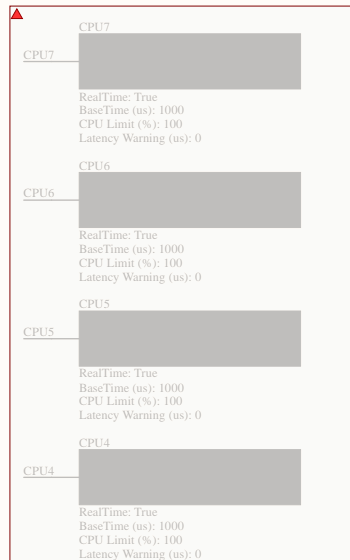 CPU7
CPU7
RealTime: True
BaseTime (us): 1000
CPU Limit (%): 100
Latency Warning (us): 0
CPU6
CPU6
RealTime: True
BaseTime (us): 1000
CPU Limit (%): 100
Latency Warning (us): 0
CPU5
CPU5
RealTime: True
BaseTime (us): 1000
CPU Limit (%): 100
Latency Warning (us): 0
CPU4
CPU4
RealTime: True
BaseTime (us): 1000
CPU Limit (%): 100
Latency Warning (us): 0